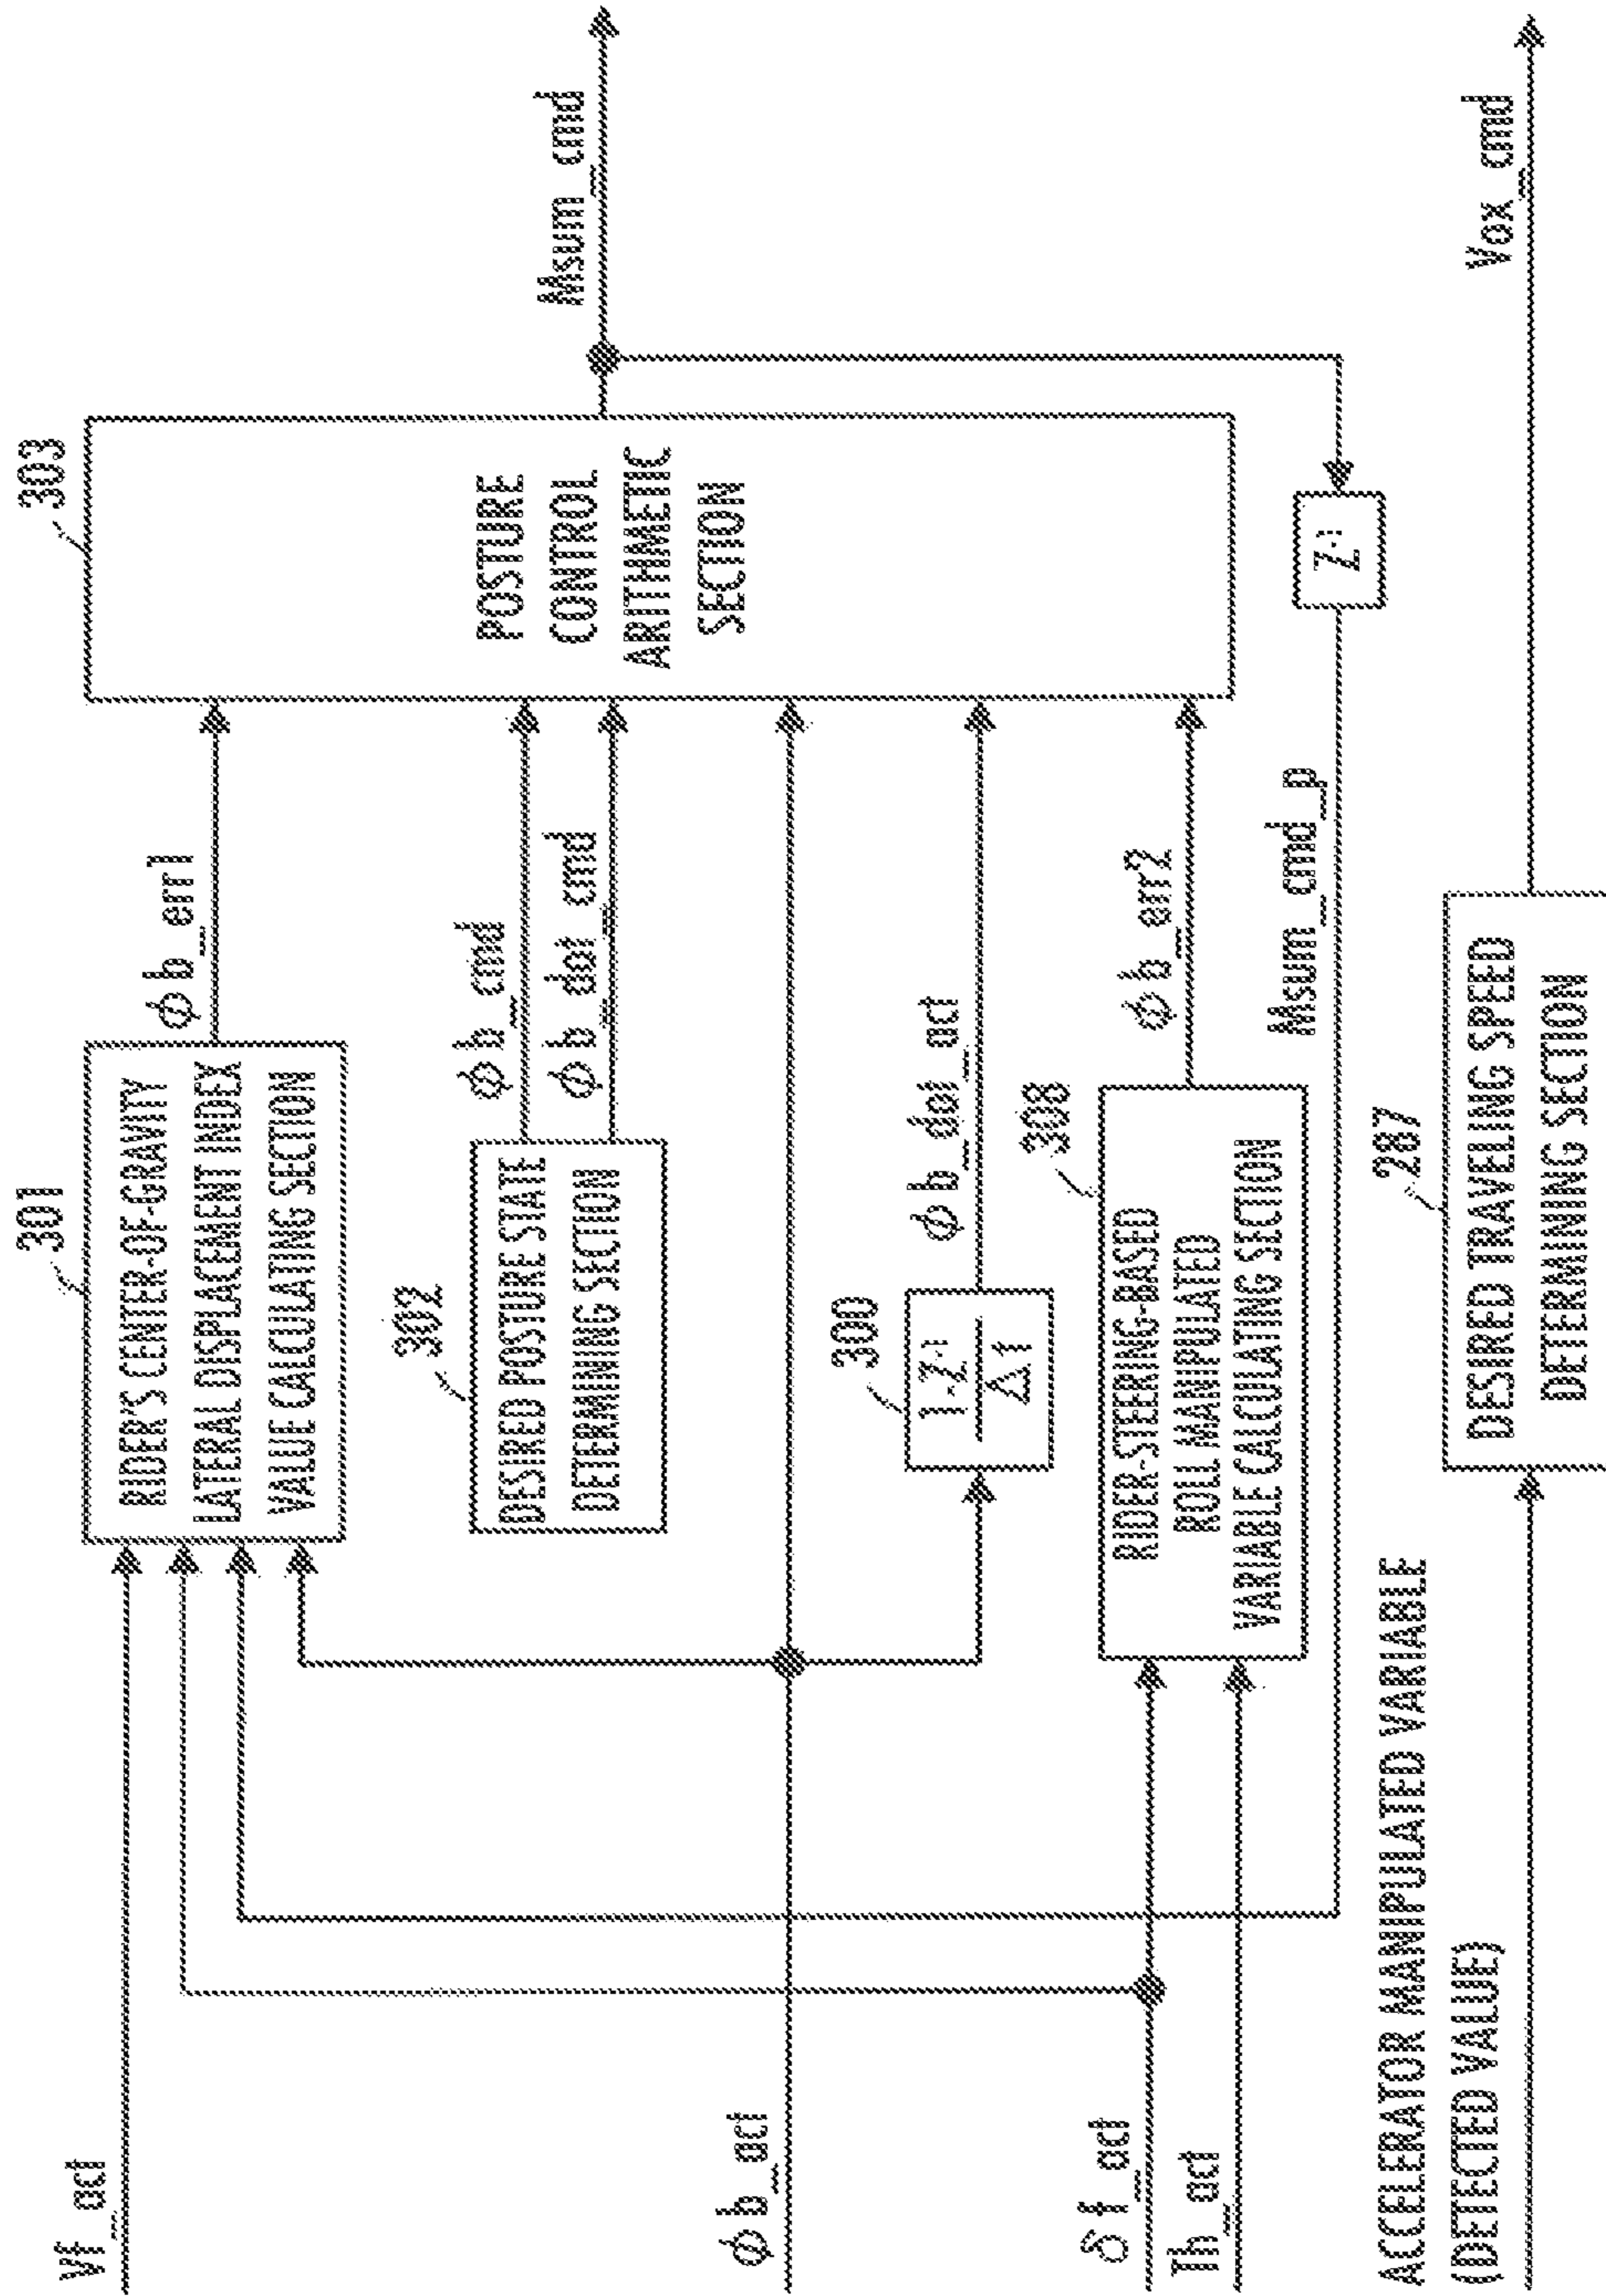 Vf_act
301
RIDER'S CENTER-OF-GRAVITY
LATERAL DISPLACEMENT INDEX
VALUE CALCULATING SECTION
ϕb_err1
303
POSTURE
CONTROL
ARITHMETIC
SECTION
Msum_cmd
302
DESIRED POSTURE STATE
DETERMINING SECTION
ϕb_cmd
ϕb_dot_cmd
ϕb_act
300
1-Z-1
Δt
ϕb_dot_act
308
RIDER-STEERING-BASED
ROLL MANIPULATED
VARIABLE CALCULATING SECTION
ϕb_err2
δf_act
Th_act
Msum_cmd_p
Z-1
ACCELERATOR MANIPULATED VARIABLE
(DETECTED VALUE)
287
DESIRED TRAVELING SPEED
DETERMINING SECTION
Vox_cmd